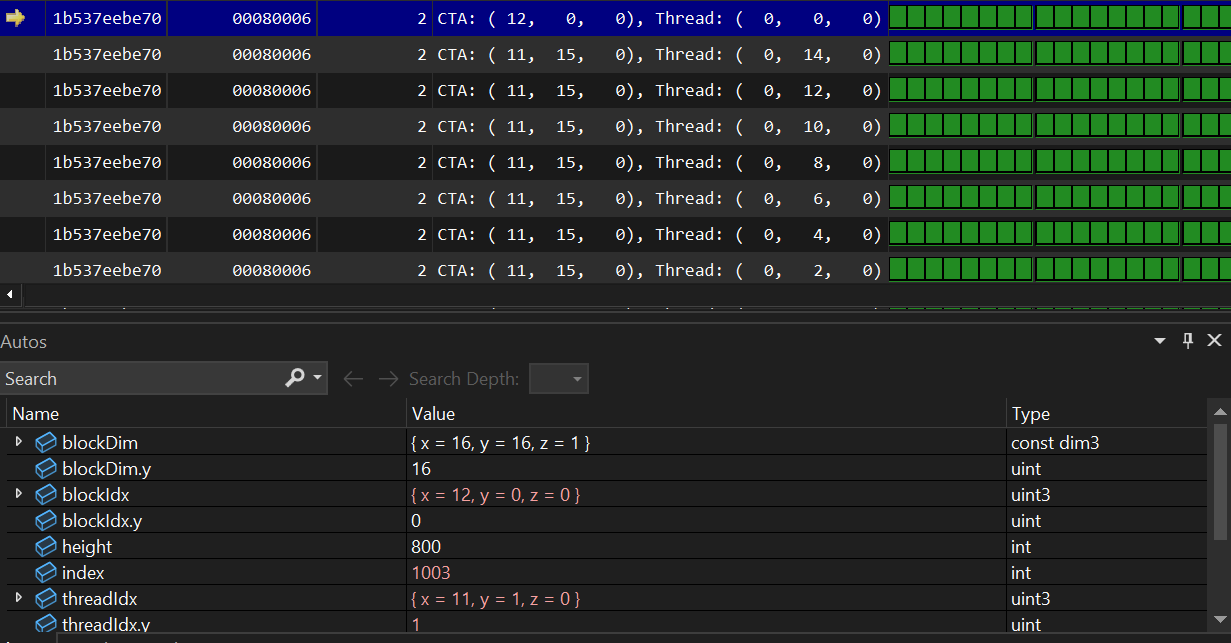 1b537eebe70 00080006 2 CTA: ( 12, 0, 0), Thread: ( 0, 0, 0)
1b537eebe70 00080006 2 CTA: ( 11, 15, 0), Thread: ( 0, 14, 0)
1b537eebe70 00080006 2 CTA: ( 11, 15, 0), Thread: ( 0, 12, 0)
1b537eebe70 00080006 2 CTA: ( 11, 15, 0), Thread: ( 0, 10, 0)
1b537eebe70 00080006 2 CTA: ( 11, 15, 0), Thread: ( 0, 8, 0)
1b537eebe70 00080006 2 CTA: ( 11, 15, 0), Thread: ( 0, 6, 0)
1b537eebe70 00080006 2 CTA: ( 11, 15, 0), Thread: ( 0, 4, 0)
1b537eebe70 00080006 2 CTA: ( 11, 15, 0), Thread: ( 0, 2, 0)
Autos
Search Search Depth:
Name Value Type
blockDim { x = 16, y = 16, z = 1 } const dim3
blockDim.y 16 uint
blockIdx { x = 12, y = 0, z = 0 } uint3
blockIdx.y 0 uint
height 800 int
index 1003 int
threadIdx { x = 11, y = 1, z = 0 } uint3
threadIdx.y 1 uint